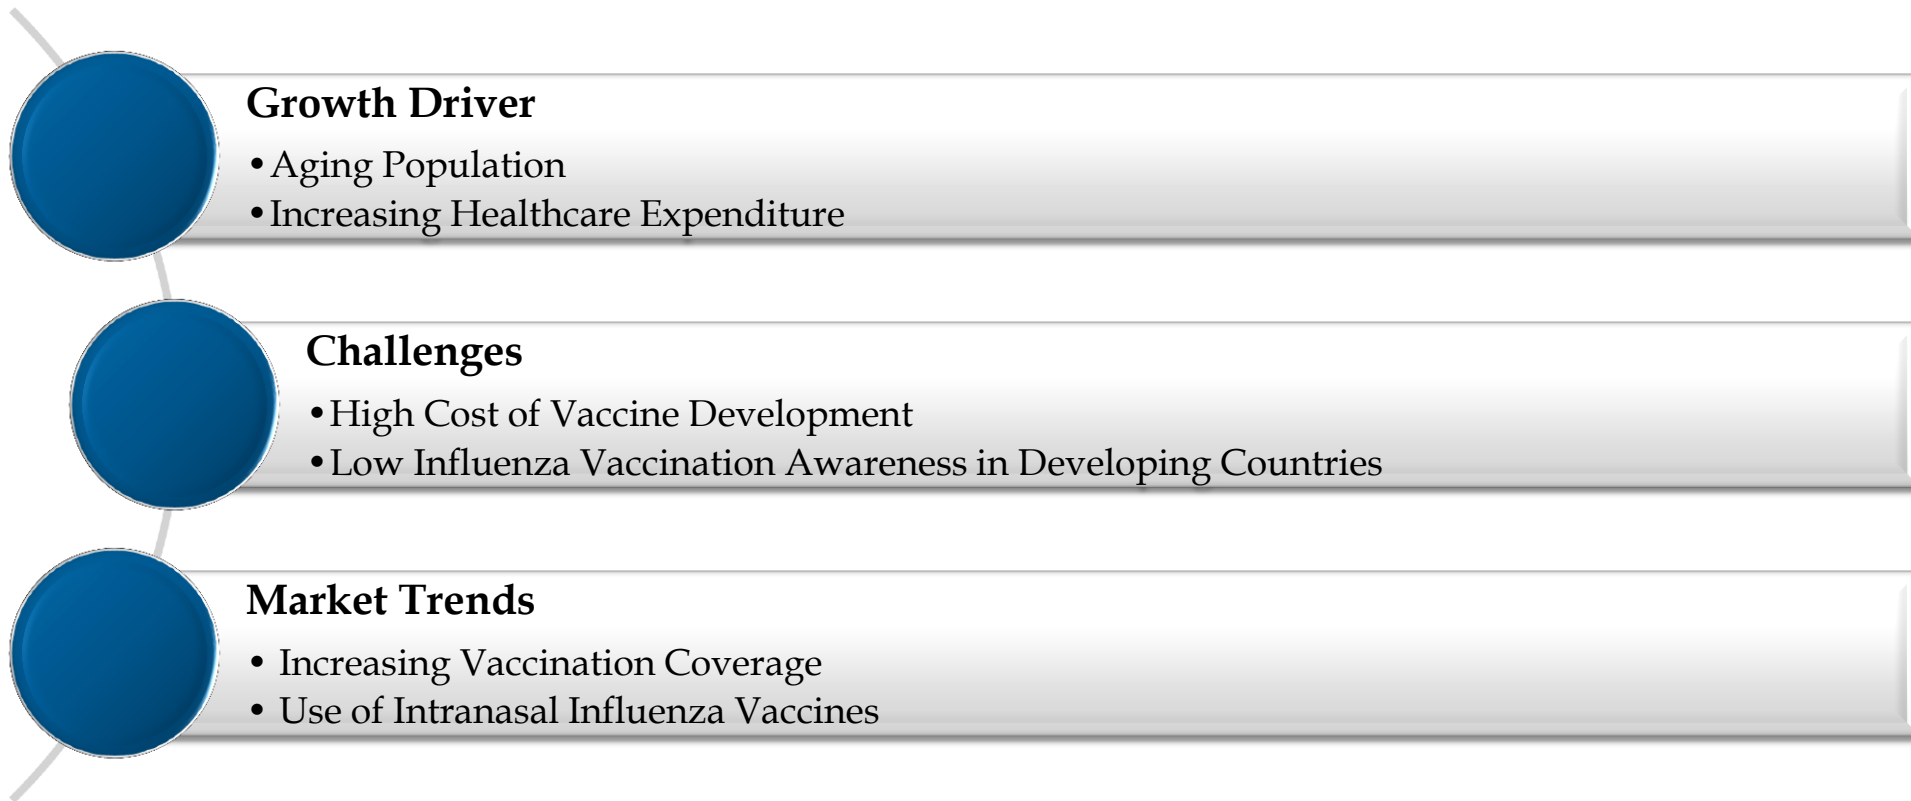 Growth Driver
•Aging Population
•Increasing Healthcare Expenditure
Challenges
•High Cost of Vaccine Development
•Low Influenza Vaccination Awareness in Developing Countries
Market Trends
• Increasing Vaccination Coverage
• Use of Intranasal Influenza Vaccines